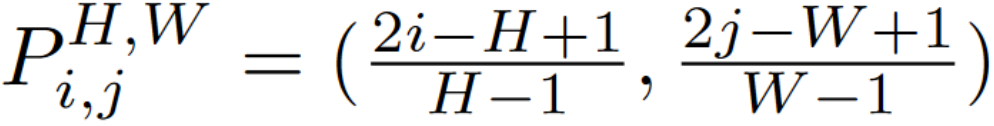 $P_{i,j}^{H,W} = (\frac{2i-H+1}{H-1}, \frac{2j-W+1}{W-1})$